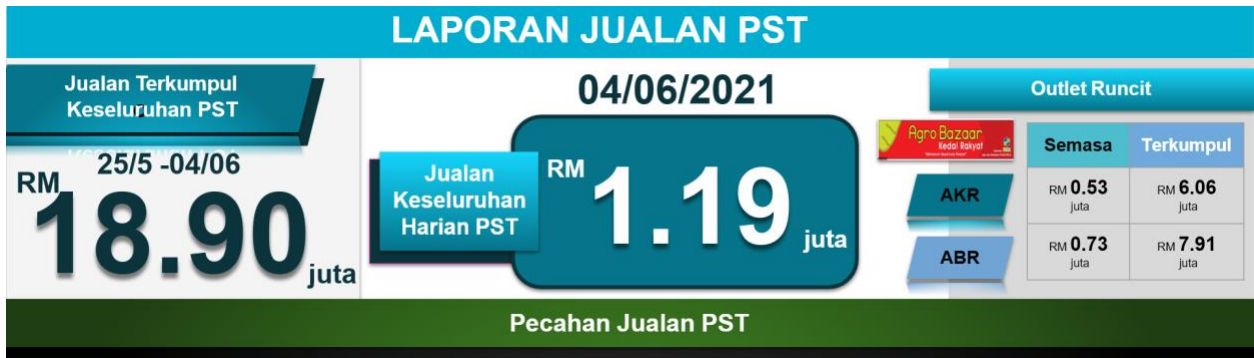 LAPORAN JUALAN PST
Jualan Terkumpul
Keseluruhan PST
25/5 -04/06
RM
18.90
juta
04/06/2021
Jualan
Keseluruhan
Harian PST
RM
1.19
juta
Outlet Runcit
Agro Bazaar
Kedai Rakyat
Semasa Terkumpul
AKR RM 0.53 juta RM 6.06 juta
ABR RM 0.73 juta RM 7.91 juta
Pecahan Jualan PST